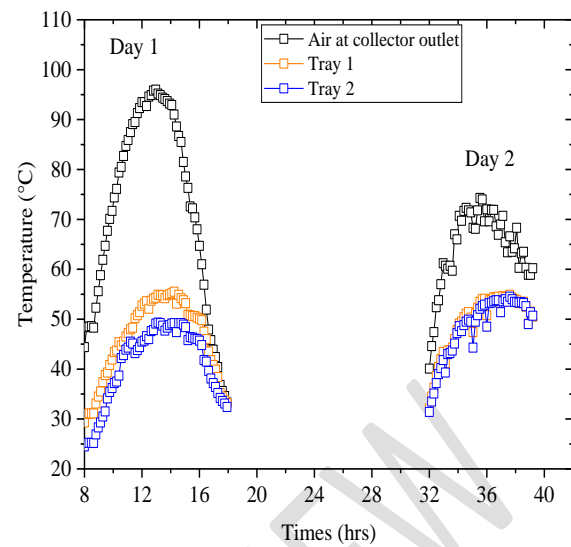 110
100
90
80
70
60
50
40
30
20
Temperature (°C)
Day 1
Air at collector outlet
Tray 1
Tray 2
Day 2
8 12 16 20 24 28 32 36 40
Times (hrs)